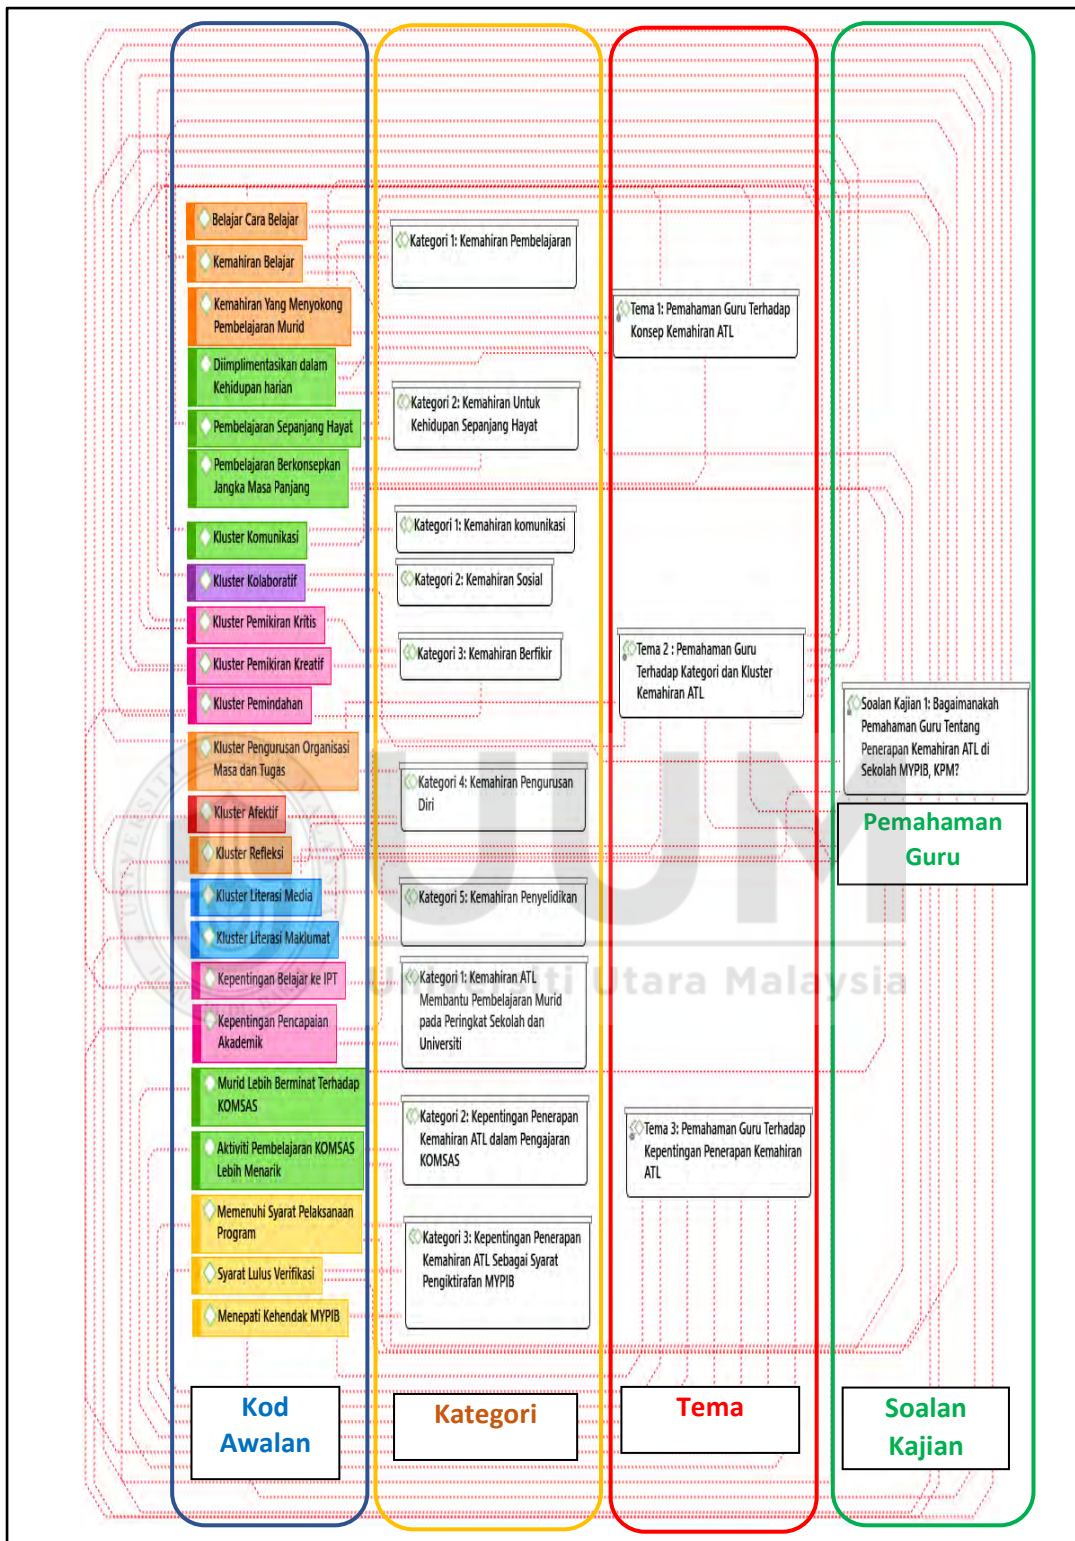 Belajar Cara Belajar
Kemahiran Belajar
Kemahiran Yang Menyokong
Pembelajaran Murid
Diimplimentasikan dalam
Kehidupan harian
Pembelajaran Sepanjang Hayat
Pembelajaran Berkonsepkan
Jangka Masa Panjang
Kluster Komunikasi
Kluster Kolaboratif
Kluster Pemikiran Kritis
Kluster Pemikiran Kreatif
Kluster Pemindahan
Kluster Pengurusan Organisasi
Masa dan Tugas
Kluster Afektif
Kluster Refleksi
Kluster Literasi Media
Kluster Literasi Maklumat
Kepentingan Belajar ke IPT
Kepentingan Pencapaian
Akademik
Murid Lebih Berminat Terhadap
KOMSAS
Aktiviti Pembelajaran KOMSAS
Lebih Menarik
Memenuhi Syarat Pelaksanaan
Program
Syarat Lulus Verifikasi
Menepati Kehendak MYPIB
Kod
Awalan
Kategori 1: Kemahiran Pembelajaran
Kategori 2: Kemahiran Untuk
Kehidupan Sepanjang Hayat
Kategori 1: Kemahiran komunikasi
Kategori 2: Kemahiran Sosial
Kategori 3: Kemahiran Berfikir
Kategori 4: Kemahiran Pengurusan
Diri
Kategori 5: Kemahiran Penyelidikan
Kategori 1: Kemahiran ATL
Membantu Pembelajaran Murid
pada Peringkat Sekolah dan
Universiti
Kategori 2: Kepentingan Penerapan
Kemahiran ATL dalam Pengajaran
KOMSAS
Kategori 3: Kepentingan Penerapan
Kemahiran ATL Sebagai Syarat
Pengiktirafan MYPIB
Kategori
Tema 1: Pemahaman Guru Terhadap
Konsep Kemahiran ATL
Tema 2 : Pemahaman Guru
Terhadap Kategori dan Kluster
Kemahiran ATL
Tema 3: Pemahaman Guru Terhadap
Kepentingan Penerapan Kemahiran
ATL
Tema
Soalan Kajian 1: Bagaimanakah
Pemahaman Guru Tentang
Penerapan Kemahiran ATL di
Sekolah MYPIB, KPM?
Pemahaman
Guru
Soalan
Kajian
UUM
Universiti Utara Malaysia